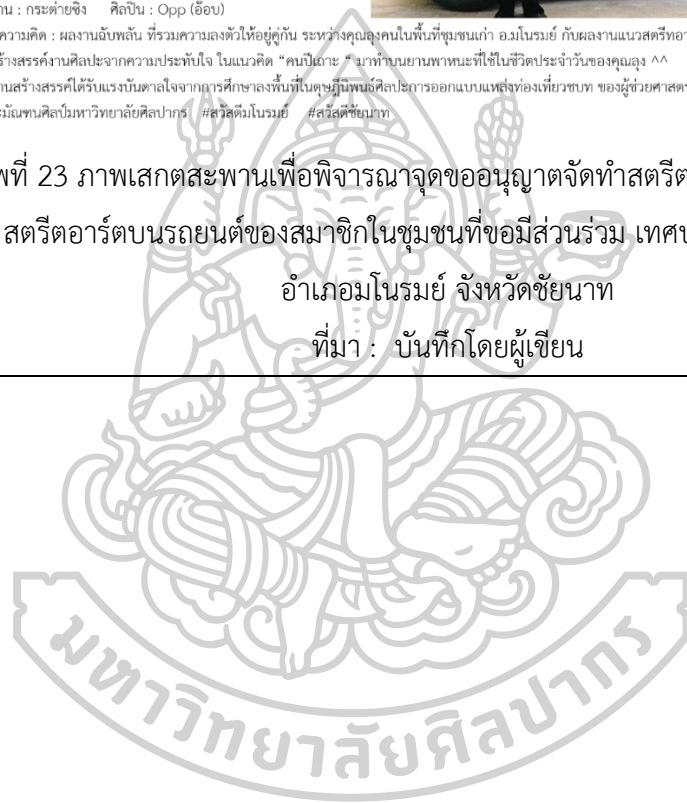 าน : กระต่ายซิ่ง ศิลปิน : Opp (อ๊อบ)
ความคิด : ผลงานฉับพลัน ที่รวมความลงตัวให้อยู่คู่กัน ระหว่างคุณลุงคนในพื้นที่ชุมชนเก่า อ.มโนรมย์ กับผลงานแนวสตรีทอา
ร้างสรรค์งานศิลปะจากความประทับใจ ในแนวคิด “คนปีเถาะ “ มาทำบนยานพาหนะที่ใช้ในชีวิตประจำวันของคุณลุง ^^
านสร้างสรรค์ได้รับแรงบันดาลใจจากการศึกษาลงพื้นที่ในดุษฎีนิพนธ์ศิลปะการออกแบบแหล่งท่องเที่ยวชนบท ของผู้ช่วยศาสตร
ะมัณฑนศิลป์มหาวิทยาลัยศิลปากร #สวัสดีมโนรมย์ #สวัสดีชัยนาท
พที่ 23 ภาพเสกตสะพานเพื่อพิจารณาจุดขออนุญาตจัดทำสตรีต
สตรีตอาร์ตบนรถยนต์ของสมาชิกในชุมชนที่ขอมีส่วนร่วม เทศบ
อำเภอมโนรมย์ จังหวัดชัยนาท
ที่มา : บันทึกโดยผู้เขียน
มหาวิทยาลัยศิลปากร